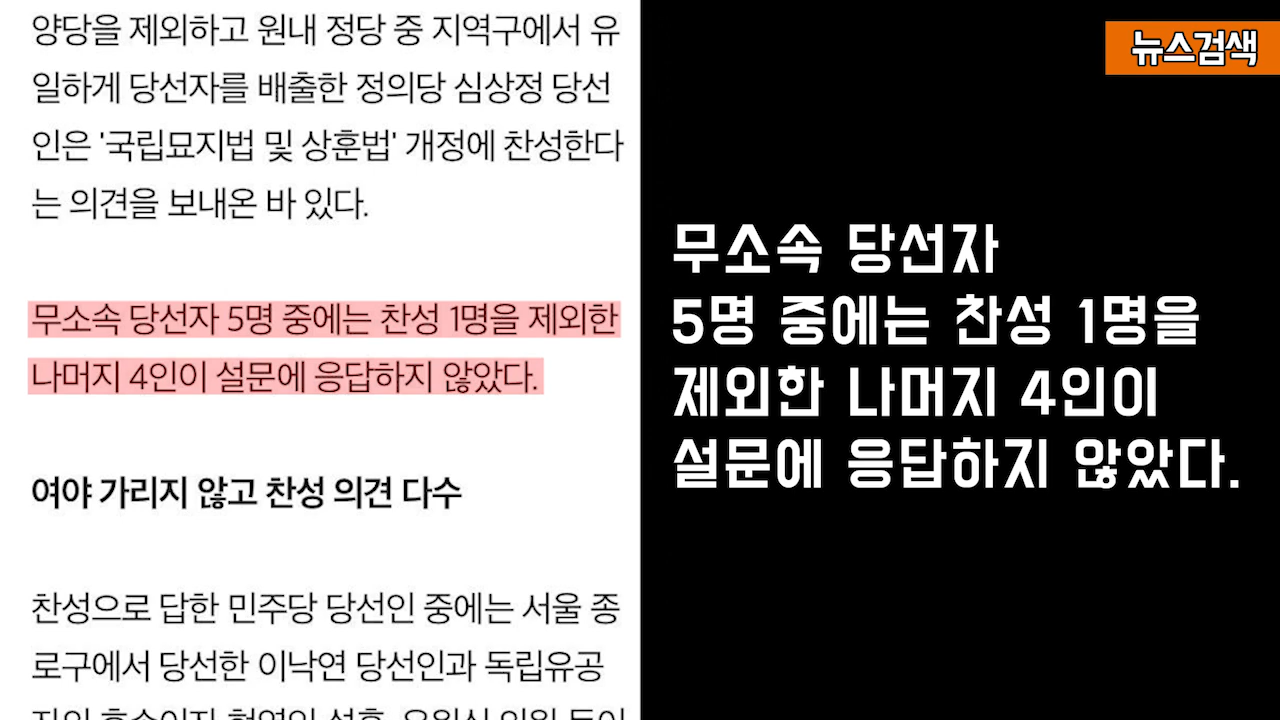 양당을 제외하고 원내 정당 중 지역구에서 유
일하게 당선자를 배출한 정의당 심상정 당선
인은 '국립묘지법 및 상훈법' 개정에 찬성한다
는 의견을 보내온 바 있다.
무소속 당선자 5명 중에는 찬성 1명을 제외한
나머지 4인이 설문에 응답하지 않았다.
여야 가리지 않고 찬성 의견 다수
찬성으로 답한 민주당 당선인 중에는 서울 종
로구에서 당선한 이낙연 당선인과 독립유공
뉴스검색
무소속 당선자
5명 중에는 찬성 1명을
제외한 나머지 4인이
설문에 응답하지 않았다.